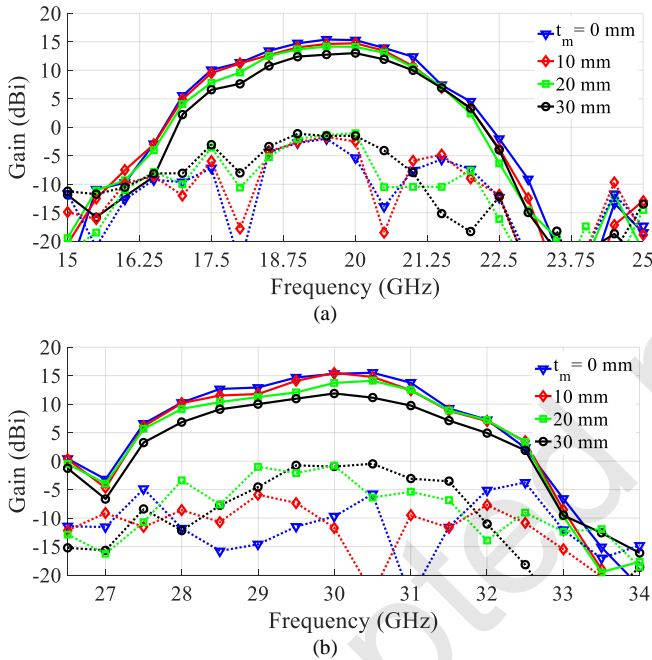 20
15
10
5
0
-5
-10
-15
-20
Gain (dBi)
t_m = 0 mm
10 mm
20 mm
30 mm
15 16.25 17.5 18.75 20 21.25 22.5 23.75 25
Frequency (GHz)
(a)
20
15
10
5
0
-5
-10
-15
-20
Gain (dBi)
t_m = 0 mm
10 mm
20 mm
30 mm
27 28 29 30 31 32 33 34
Frequency (GHz)
(b)